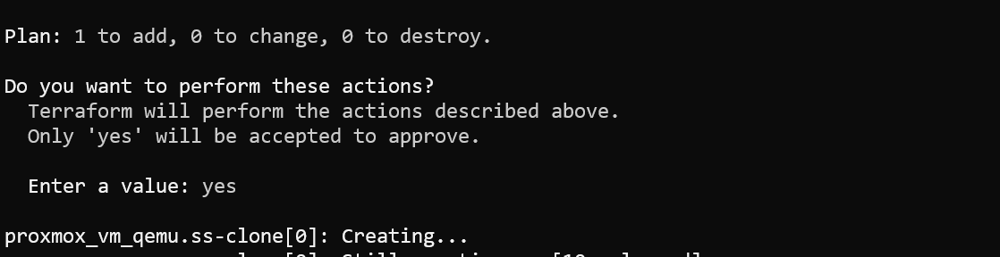 Plan: 1 to add, 0 to change, 0 to destroy.
Do you want to perform these actions?
Terraform will perform the actions described above.
Only 'yes' will be accepted to approve.
Enter a value: yes
proxmox_vm_qemu.ss-clone[0]: Creating...